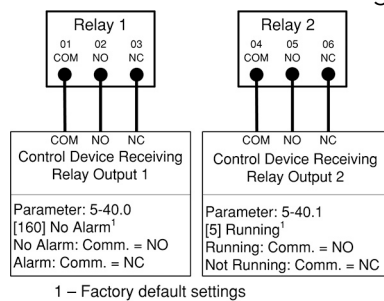 Relay 1
01 02 03
COM NO NC
COM NO NC
Control Device Receiving
Relay Output 1
Parameter: 5-40.0
[160] No Alarm¹
No Alarm: Comm. = NO
Alarm: Comm. = NC
Relay 2
04 05 06
COM NO NC
COM NO NC
Control Device Receiving
Relay Output 2
Parameter: 5-40.1
[5] Running¹
Running: Comm. = NO
Not Running: Comm. = NC
1 – Factory default settings